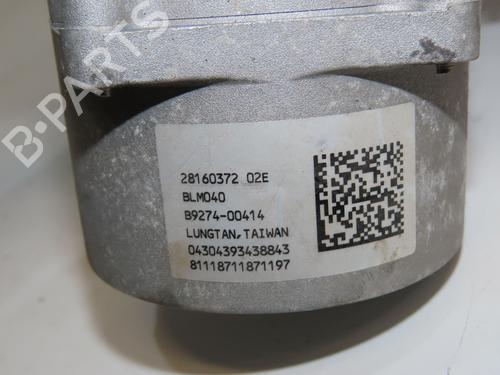 B-PARTS
28160372 02E
BLM040
B9274-00414
LUNGTAN, TAIWAN
04304393438843
81118711871197